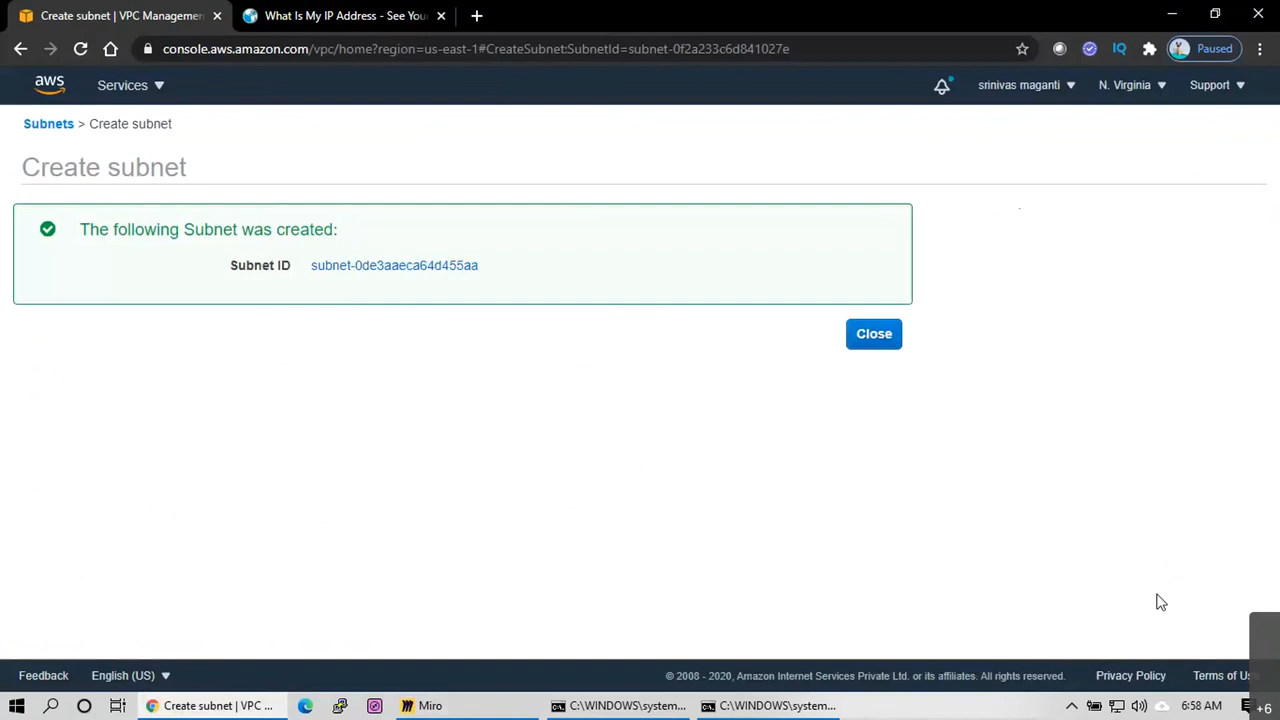 Create subnet | VPC Managemen
What Is My IP Address - See Your
console.aws.amazon.com/vpc/home?region=us-east-1#CreateSubnet:SubnetId=subnet-0f2a233c6d841027e
IQ
Paused
aws
Services
srinivas maganti
N. Virginia
Support
Subnets > Create subnet
Create subnet
The following Subnet was created:
Subnet ID subnet-0de3aaeca64d455aa
Close
Feedback
English (US)
© 2008 - 2020, Amazon Internet Services Private Ltd. or its affiliates. All rights reserved.
Privacy Policy
Terms of Us
Create subnet | VPC ...
Miro
C:\WINDOWS\system...
C:\WINDOWS\system...
6:58 AM
+6